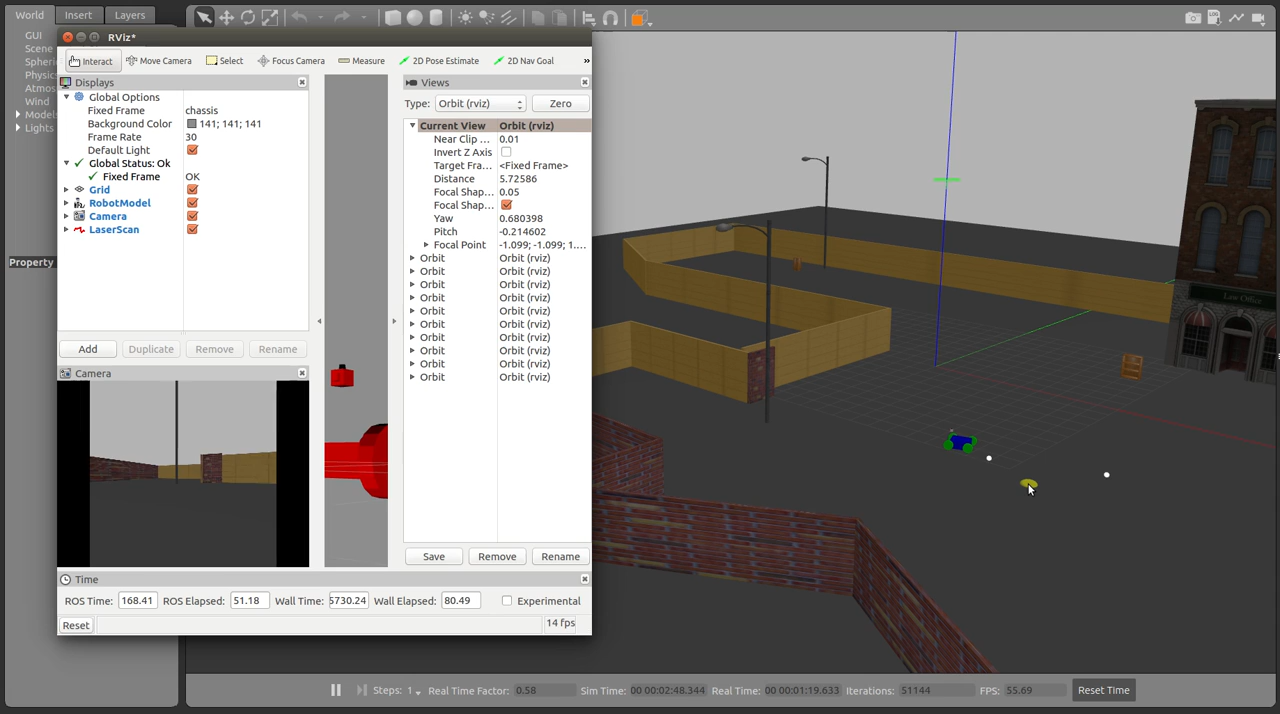 World Insert Layers
GUI
Scene
Spheri
Physic
Atmos
Wind
Models
Lights
Property
RViz*
Interact Move Camera Select Focus Camera Measure 2D Pose Estimate 2D Nav Goal »
Displays
Global Options
Fixed Frame chassis
Background Color 141; 141; 141
Frame Rate 30
Default Light
Global Status: Ok
Fixed Frame OK
Grid
RobotModel
Camera
LaserScan
Add Duplicate Remove Rename
Camera
Views
Type: Orbit (rviz) Zero
Current View Orbit (rviz)
Near Clip ... 0.01
Invert Z Axis
Target Fra... <Fixed Frame>
Distance 5.72586
Focal Shap... 0.05
Focal Shap...
Yaw 0.680398
Pitch -0.214602
Focal Point -1.099; -1.099; 1....
Orbit Orbit (rviz)
Orbit Orbit (rviz)
Orbit Orbit (rviz)
Orbit Orbit (rviz)
Orbit Orbit (rviz)
Orbit Orbit (rviz)
Orbit Orbit (rviz)
Orbit Orbit (rviz)
Orbit Orbit (rviz)
Orbit Orbit (rviz)
Save Remove Rename
Time
ROS Time: 168.41 ROS Elapsed: 51.18 Wall Time: 5730.24 Wall Elapsed: 80.49 Experimental
Reset 14 fps
Law Office
Steps: 1 Real Time Factor: 0.58 Sim Time: 00 00:02:48.344 Real Time: 00 00:01:19.633 Iterations: 51144 FPS: 55.69 Reset Time